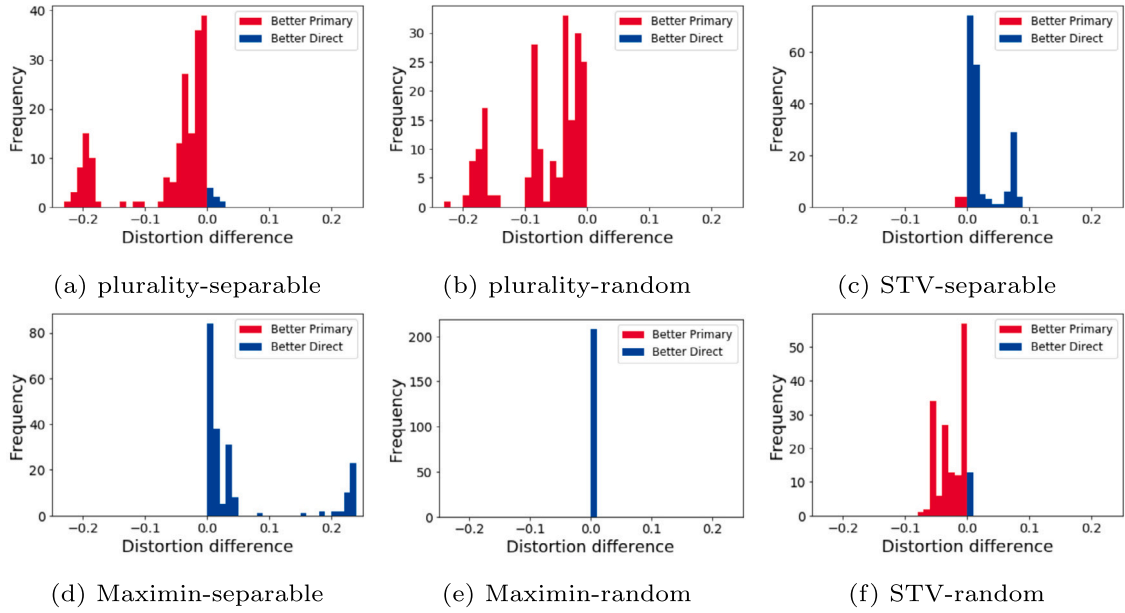 40
30
20
10
0
Frequency
Better Primary
Better Direct
−0.2 −0.1 0.0 0.1 0.2
Distortion difference
(a) plurality-separable
30
25
20
15
10
5
0
Frequency
Better Primary
Better Direct
−0.2 −0.1 0.0 0.1 0.2
Distortion difference
(b) plurality-random
60
40
20
0
Frequency
Better Primary
Better Direct
−0.2 −0.1 0.0 0.1 0.2
Distortion difference
(c) STV-separable
80
60
40
20
0
Frequency
Better Primary
Better Direct
−0.2 −0.1 0.0 0.1 0.2
Distortion difference
(d) Maximin-separable
200
150
100
50
0
Frequency
Better Primary
Better Direct
−0.2 −0.1 0.0 0.1 0.2
Distortion difference
(e) Maximin-random
50
40
30
20
10
0
Frequency
Better Primary
Better Direct
−0.2 −0.1 0.0 0.1 0.2
Distortion difference
(f) STV-random